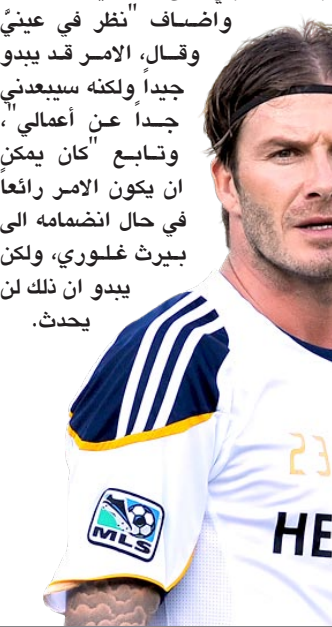 واضاف "نظر في عينيَّ
وقال، الامر قد يبدو
جيداً ولكنه سيبعدني
جداً عن أعمالي"،
وتابع "كان يمكن
ان يكون الامر رائعاً
في حال انضمامه الى
بيرث غلوري، ولكن
يبدو ان ذلك لن
يحدث.
23
MLS
HE